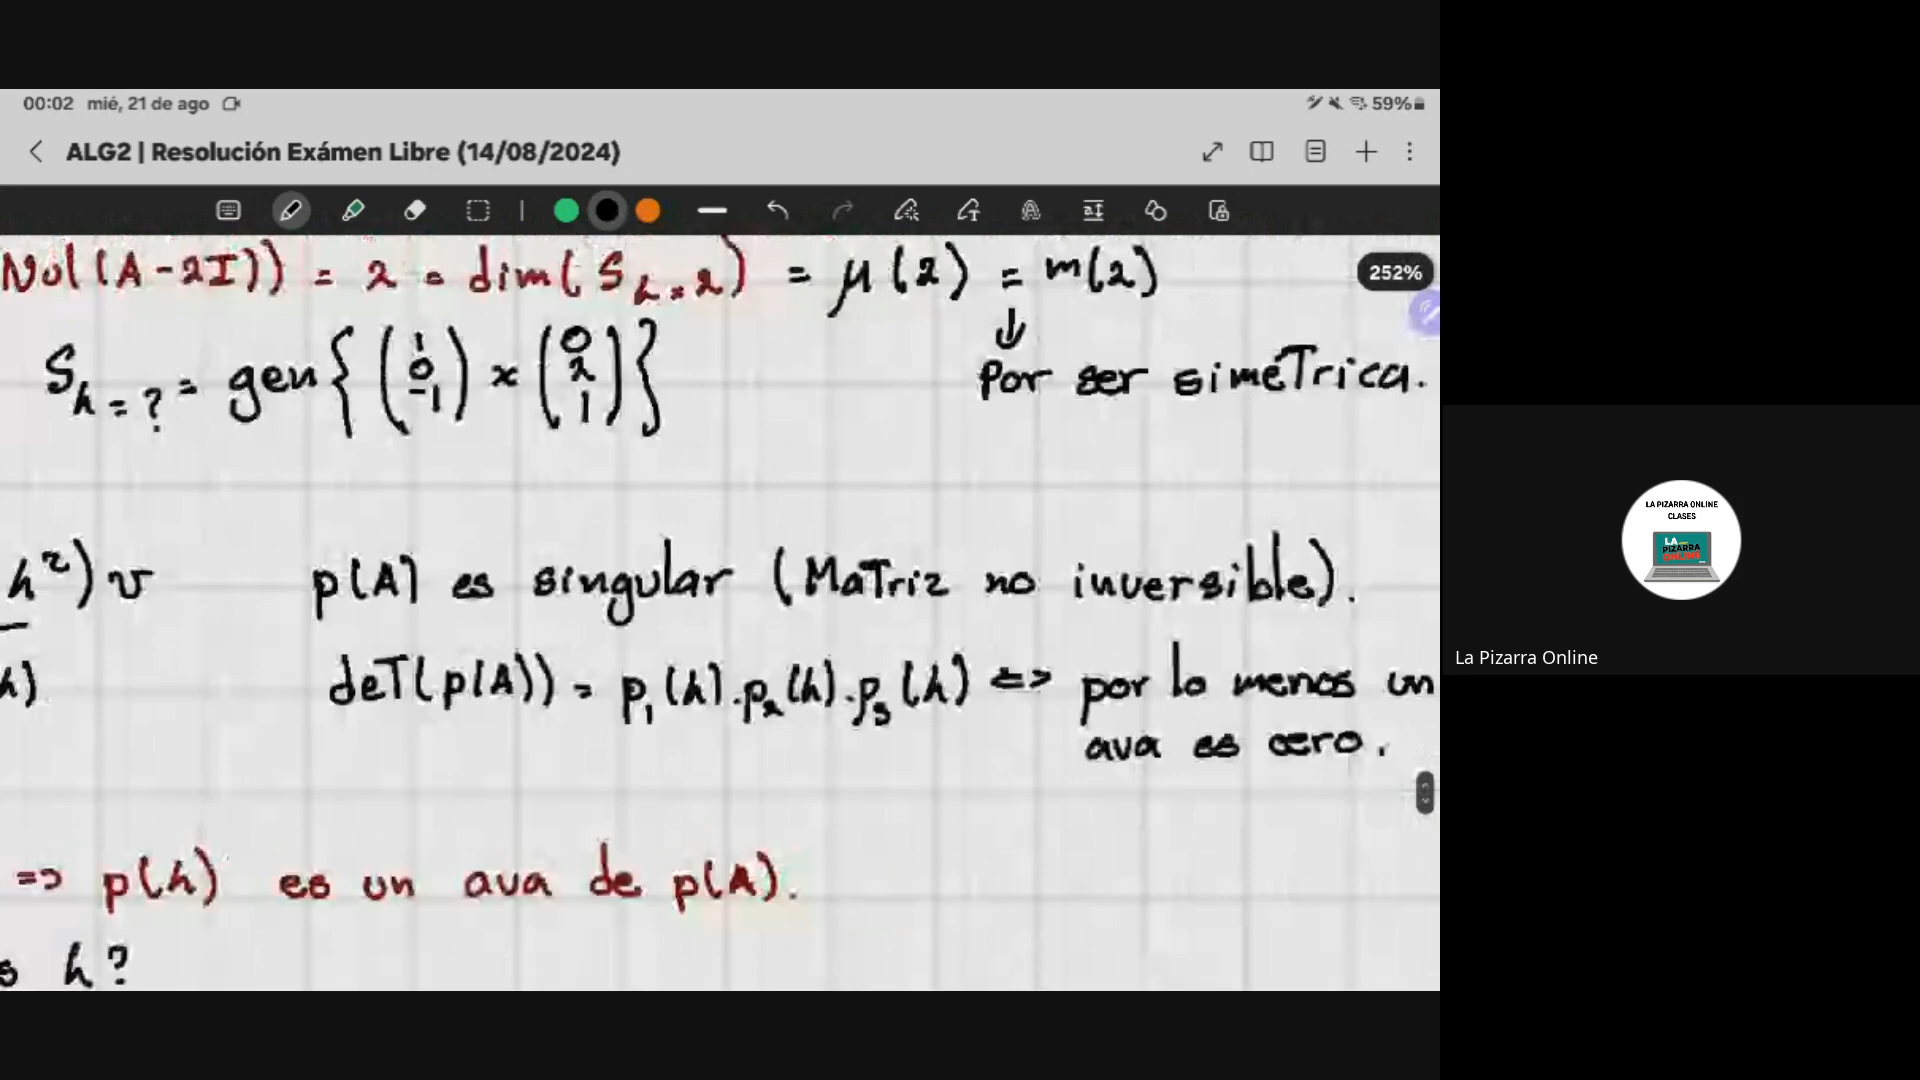 00:02 mié, 21 de ago 59%
ALG2 | Resolución Exámen Libre (14/08/2024)
252%
Nul(A-2I)) = 2 = dim(S_{λ=2}) = μ(2) = m(2)
↓
Por ser siméTrica.
S_{λ=?} = gen{(1 0 -1) × (0 2 1)}
λ²)v p(A) es singular (MaTriz no inversible).
λ) deT(p(A)) = p₁(λ).p₂(λ).p₃(λ) <=> por lo menos un
ava es cero.
=> p(λ) es un ava de p(A).
s λ?
LA PIZARRA ONLINE
CLASES
LA
PIZARRA
La Pizarra Online